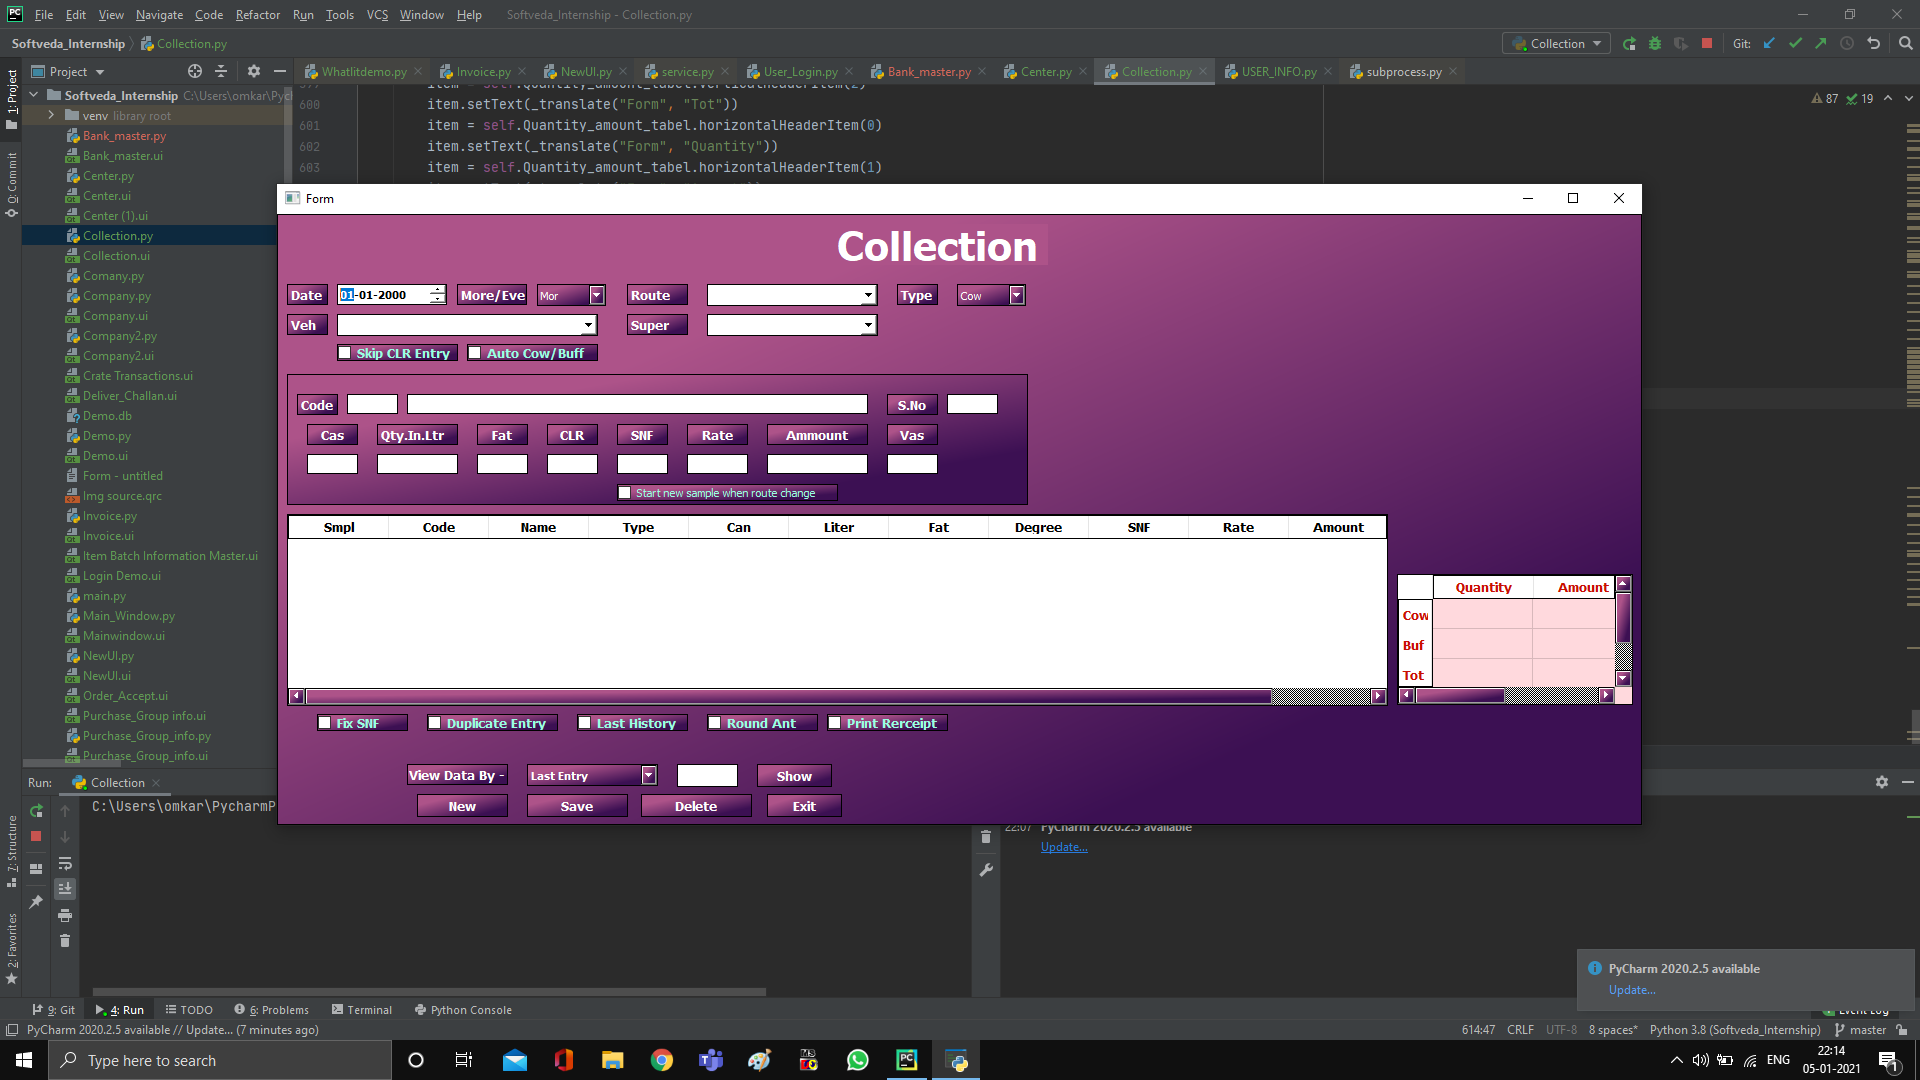 File Edit View Navigate Code Refactor Run Tools VCS Window Help Softveda_Internship - Collection.py
Softveda_Internship Collection.py Collection Git:
Project Whatlitdemo.py Invoice.py NewUI.py service.py User_Login.py Bank_master.py Center.py Collection.py USER_INFO.py subprocess.py
1: Project
0: Commit
7: Structure
2: Favorites
Softveda_Internship C:\Users\omkar\Pyc
venv library root
Bank_master.py
Bank_master.ui
Center.py
Center.ui
Center (1).ui
Collection.py
Collection.ui
Comany.py
Company.py
Company.ui
Company2.py
Company2.ui
Crate Transactions.ui
Deliver_Challan.ui
Demo.db
Demo.py
Demo.ui
Form - untitled
Img source.qrc
Invoice.py
Invoice.ui
Item Batch Information Master.ui
Login Demo.ui
main.py
Main_Window.py
Mainwindow.ui
NewUI.py
NewUI.ui
Order_Accept.ui
Purchase_Group info.ui
Purchase_Group_info.py
Purchase_Group_info.ui
600 item.setText(_translate("Form", "Tot"))
601 item = self.Quantity_amount_tabel.horizontalHeaderItem(0)
602 item.setText(_translate("Form", "Quantity"))
603 item = self.Quantity_amount_tabel.horizontalHeaderItem(1)
87 19
Form
Collection
Date 01-01-2000 More/Eve Mor Route Type Cow
Veh Super
Skip CLR Entry Auto Cow/Buff
Code S.No
Cas Qty.In.Ltr Fat CLR SNF Rate Ammount Vas
Start new sample when route change
Smpl Code Name Type Can Liter Fat Degree SNF Rate Amount
Quantity Amount
Cow
Buf
Tot
Fix SNF Duplicate Entry Last History Round Ant Print Rerceipt
View Data By - Last Entry Show
New Save Delete Exit
Run: Collection
C:\Users\omkar\PycharmP
22:07 PyCharm 2020.2.5 available
Update...
PyCharm 2020.2.5 available
Update...
9: Git 4: Run TODO 6: Problems Terminal Python Console Event Log
PyCharm 2020.2.5 available // Update... (7 minutes ago) 614:47 CRLF UTF-8 8 spaces* Python 3.8 (Softveda_Internship) master
Type here to search ENG 22:14
05-01-2021
1